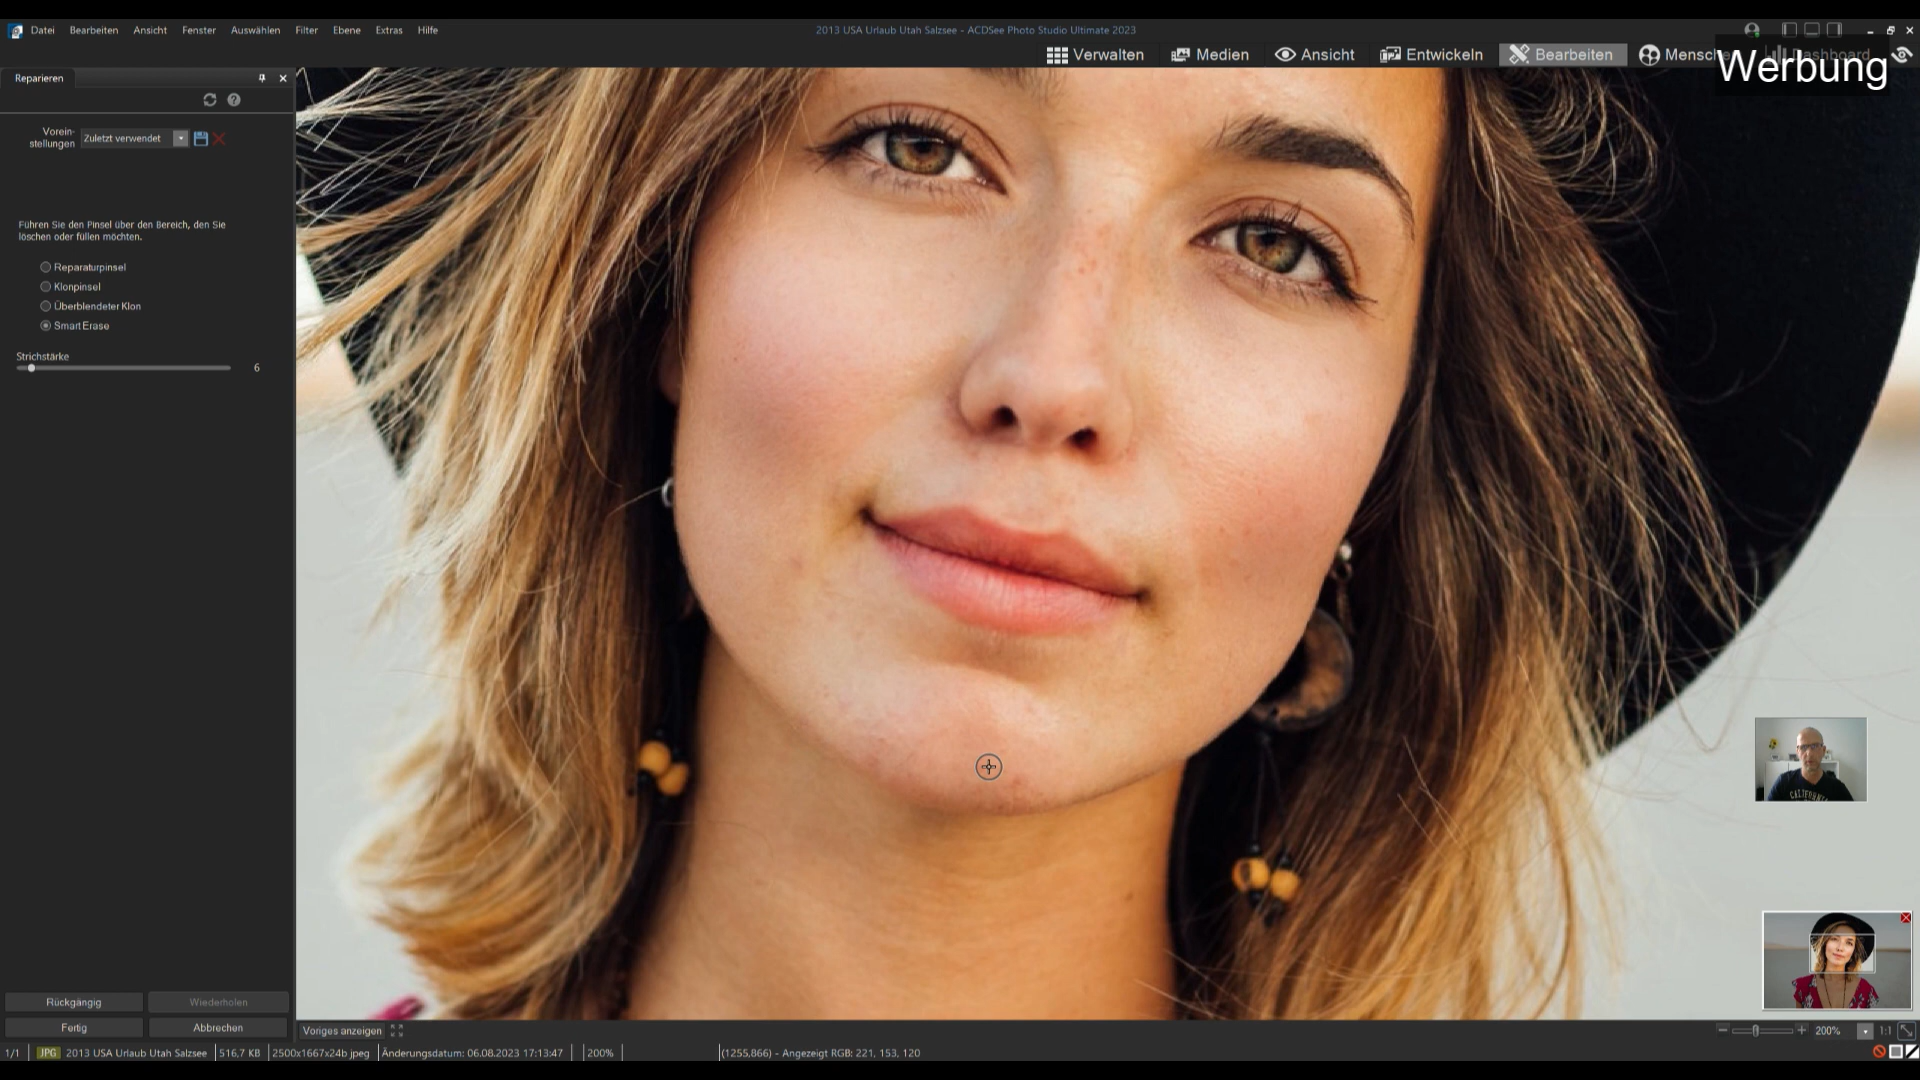 Datei Bearbeiten Ansicht Fenster Auswählen Filter Ebene Extras Hilfe
2013 USA Urlaub Utah Salzsee - ACDSee Photo Studio Ultimate 2023
Verwalten Medien Ansicht Entwickeln Bearbeiten Mensche Dashboard
Werbung
Reparieren
Vorein-
stellungen
Zuletzt verwendet
Führen Sie den Pinsel über den Bereich, den Sie
löschen oder füllen möchten.
Reparaturpinsel
Klonpinsel
Überblendeter Klon
Smart Erase
Strichstärke
6
CALIFORNIA
Rückgängig Wiederholen
Fertig Abbrechen
Voriges anzeigen
200% 1:1
1/1 JPG 2013 USA Urlaub Utah Salzsee 516,7 KB 2500x1667x24b jpeg Änderungsdatum: 06.08.2023 17:13:47 200% (1255,866) - Angezeigt RGB: 221, 153, 120